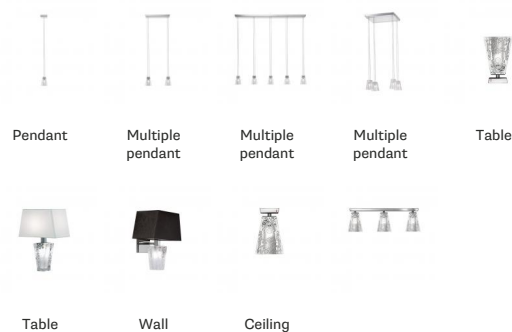 Pendant
Multiple
pendant
Multiple
pendant
Multiple
pendant
Table
Table
Wall
Ceiling